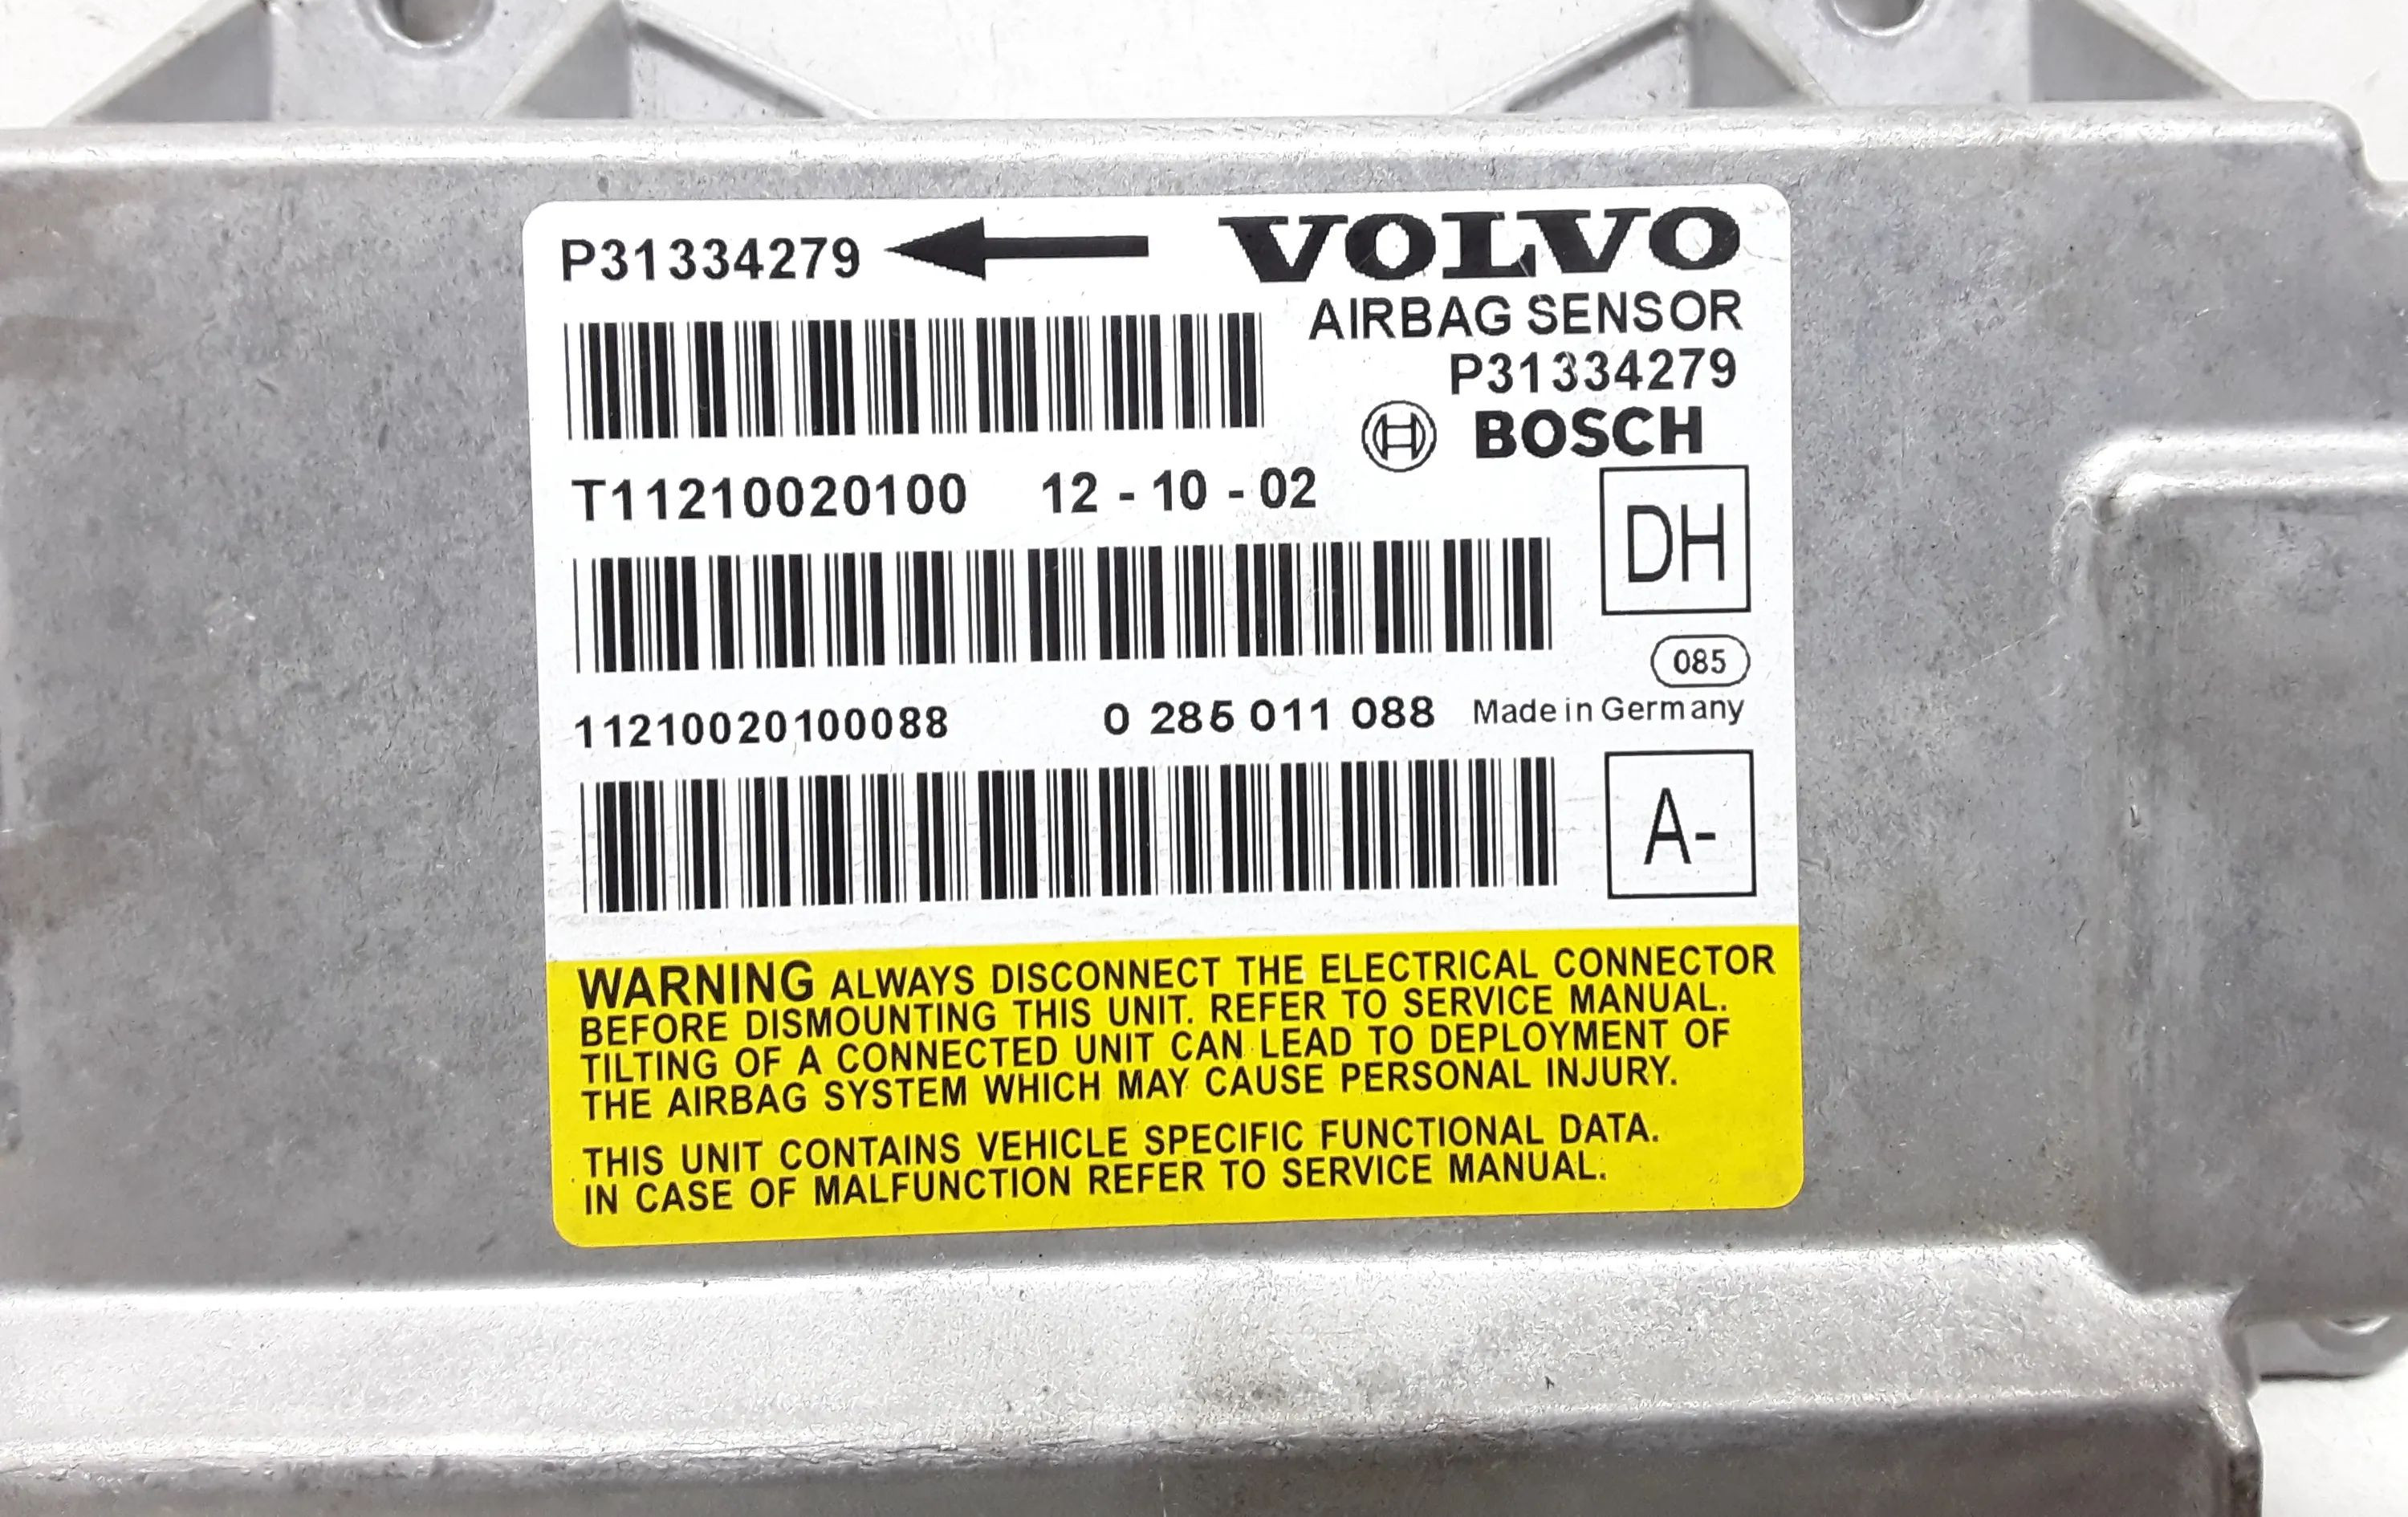 P31334279
VOLVO
AIRBAG SENSOR
P31334279
BOSCH
T11210020100 12 - 10 - 02
DH
085
11210020100088 0 285 011 088 Made in Germany
A-
WARNING ALWAYS DISCONNECT THE ELECTRICAL CONNECTOR
BEFORE DISMOUNTING THIS UNIT. REFER TO SERVICE MANUAL.
TILTING OF A CONNECTED UNIT CAN LEAD TO DEPLOYMENT OF
THE AIRBAG SYSTEM WHICH MAY CAUSE PERSONAL INJURY.
THIS UNIT CONTAINS VEHICLE SPECIFIC FUNCTIONAL DATA.
IN CASE OF MALFUNCTION REFER TO SERVICE MANUAL.